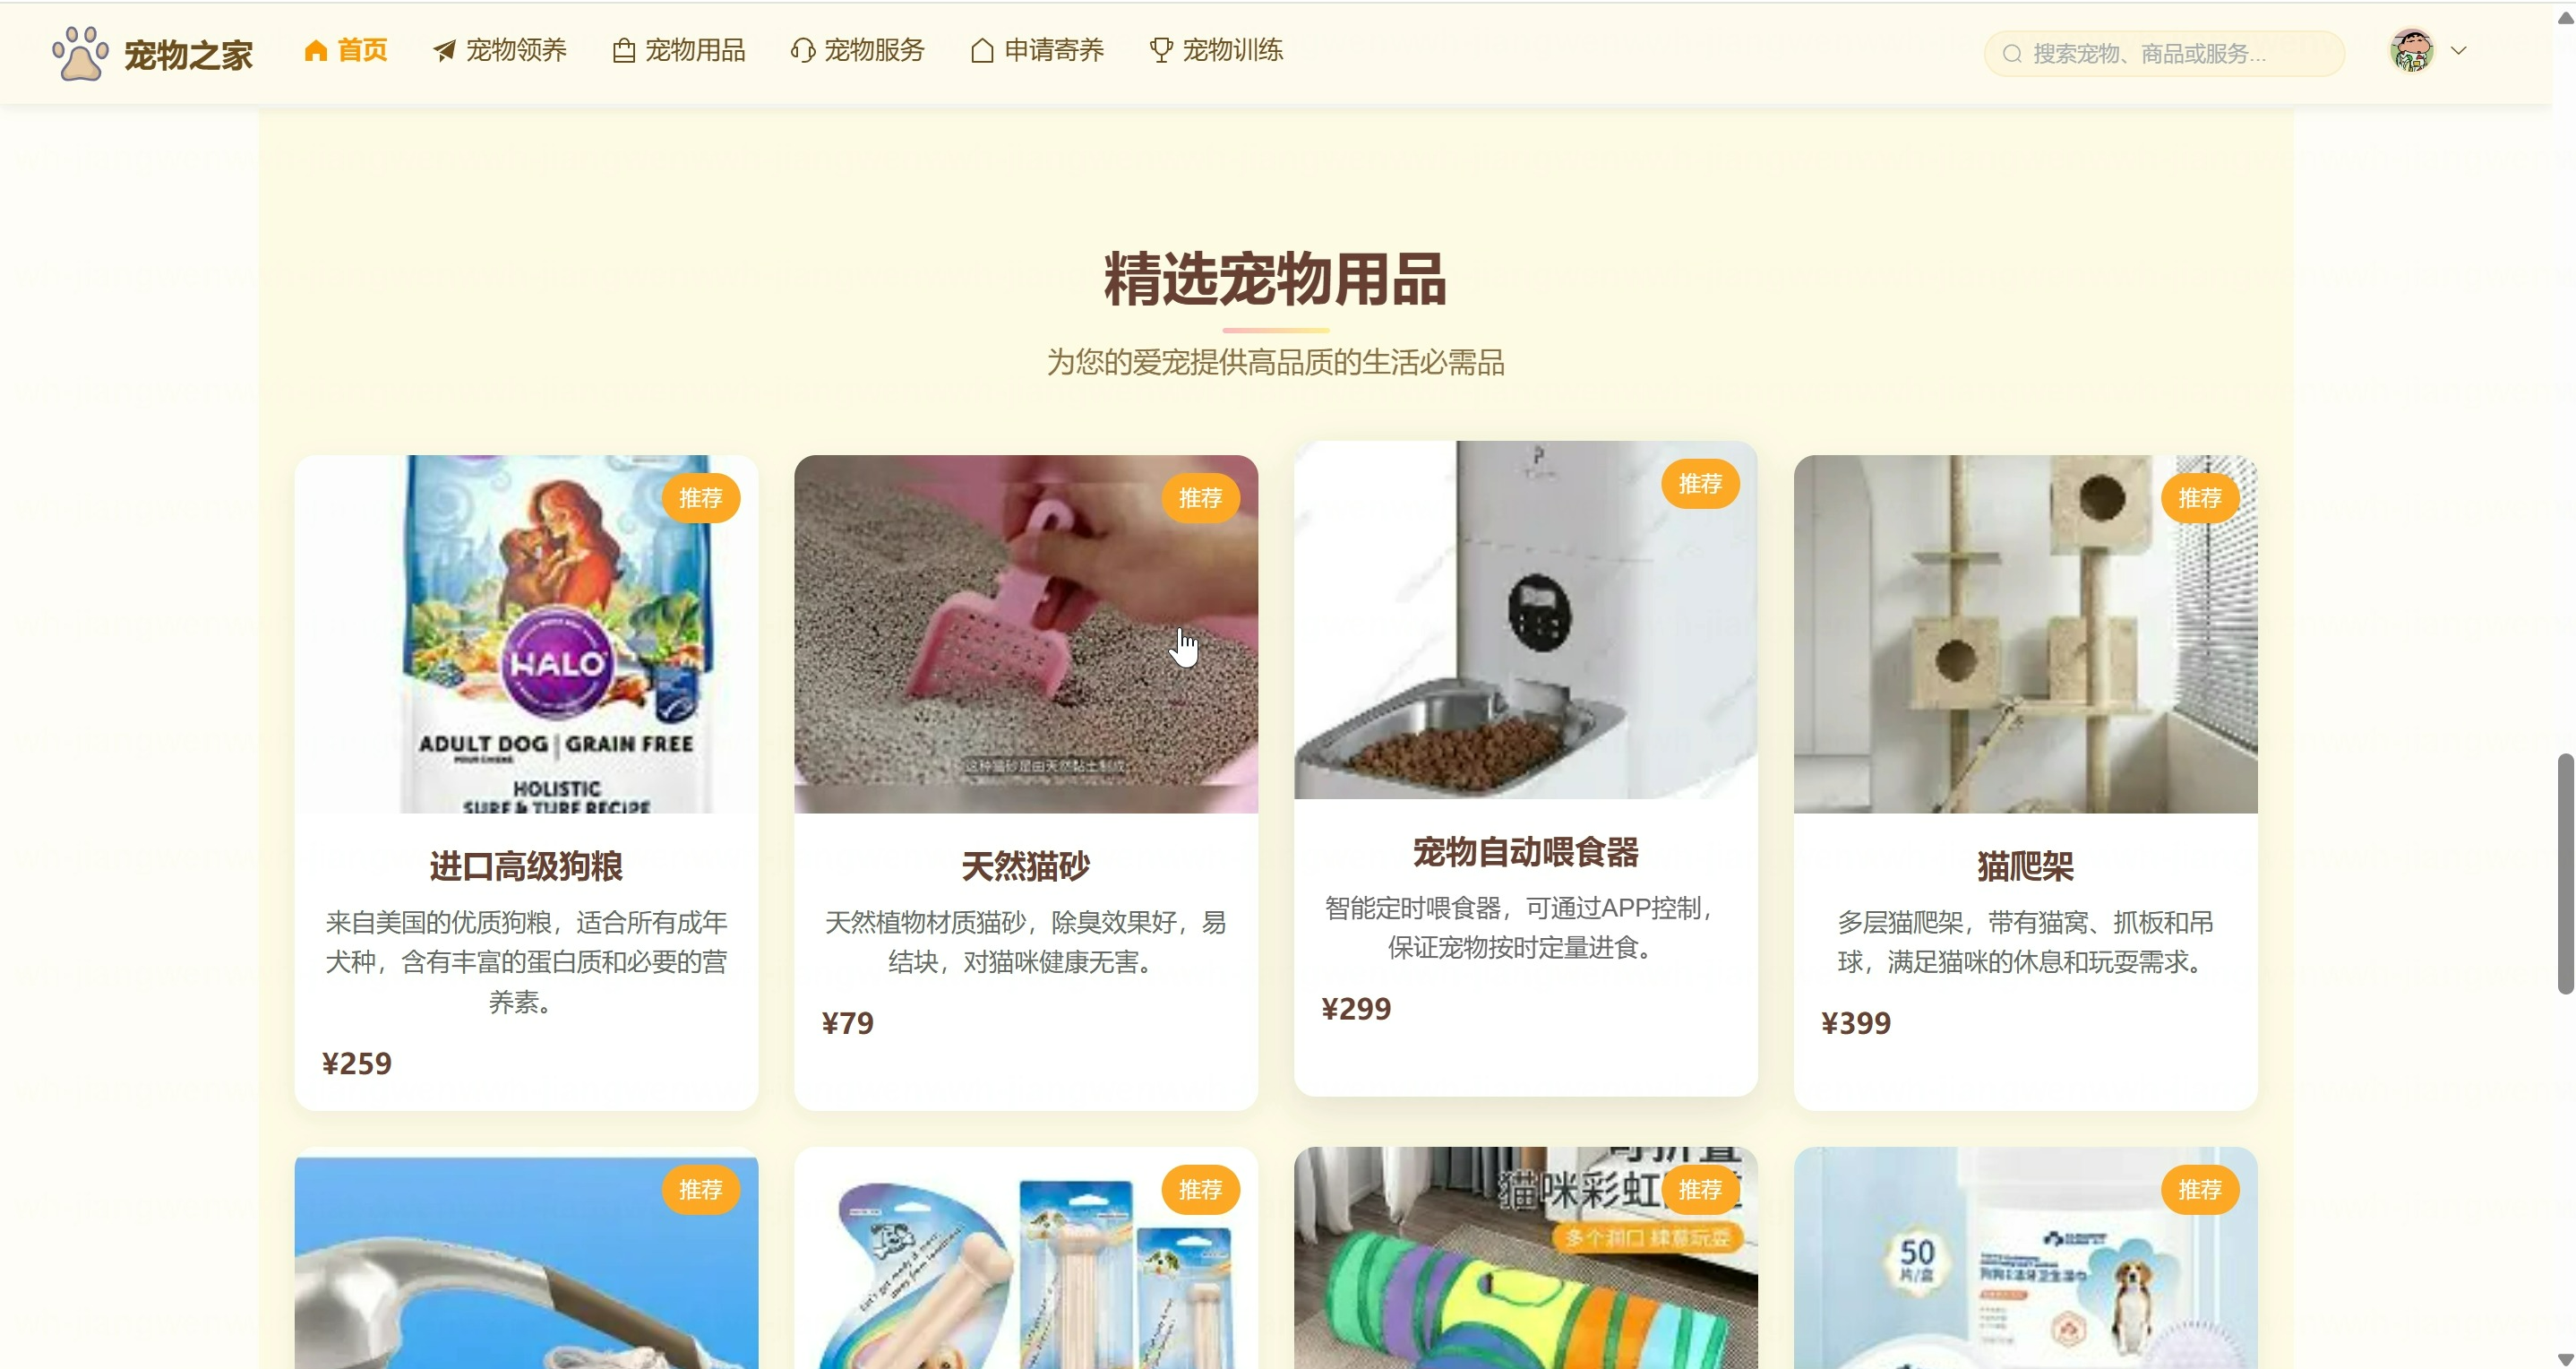 宠物之家
首页
宠物领养
宠物用品
宠物服务
申请寄养
宠物训练
搜索宠物、商品或服务...
精选宠物用品
为您的爱宠提供高品质的生活必需品
推荐
HALO
ADULT DOG | GRAIN FREE
HOLISTIC
SURF & TURF RECIPE
进口高级狗粮
来自美国的优质狗粮，适合所有成年
犬种，含有丰富的蛋白质和必要的营
养素。
¥259
推荐
这种猫砂是由天然黏土制成
天然猫砂
天然植物材质猫砂，除臭效果好，易
结块，对猫咪健康无害。
¥79
推荐
宠物自动喂食器
智能定时喂食器，可通过APP控制，
保证宠物按时定量进食。
¥299
推荐
猫爬架
多层猫爬架，带有猫窝、抓板和吊
球，满足猫咪的休息和玩耍需求。
¥399
推荐
推荐
可折叠
猫咪彩虹
推荐
多个洞口 肆意玩耍
推荐
50
片/盒